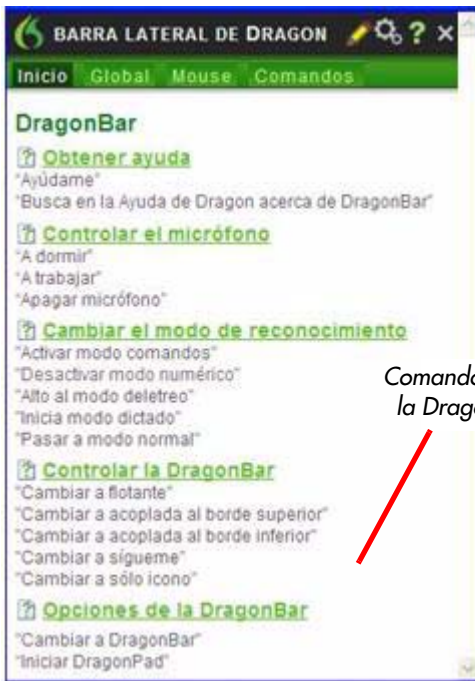 BARRA LATERAL DE DRAGON ?
Inicio Global Mouse Comandos
DragonBar
Obtener ayuda
"Ayúdame"
"Busca en la Ayuda de Dragon acerca de DragonBar"
Controlar el micrófono
"A dormir"
"A trabajar"
"Apagar micrófono"
Cambiar el modo de reconocimiento
"Activar modo comandos"
"Desactivar modo numérico"
"Alto al modo deletreo"
"Inicia modo dictado"
"Pasar a modo normal"
Comando
la Drag
Controlar la DragonBar
"Cambiar a flotante"
"Cambiar a acoplada al borde superior"
"Cambiar a acoplada al borde inferior"
"Cambiar a sígueme"
"Cambiar a sólo icono"
Opciones de la DragonBar
"Cambiar a DragonBar"
"Iniciar DragonPad"